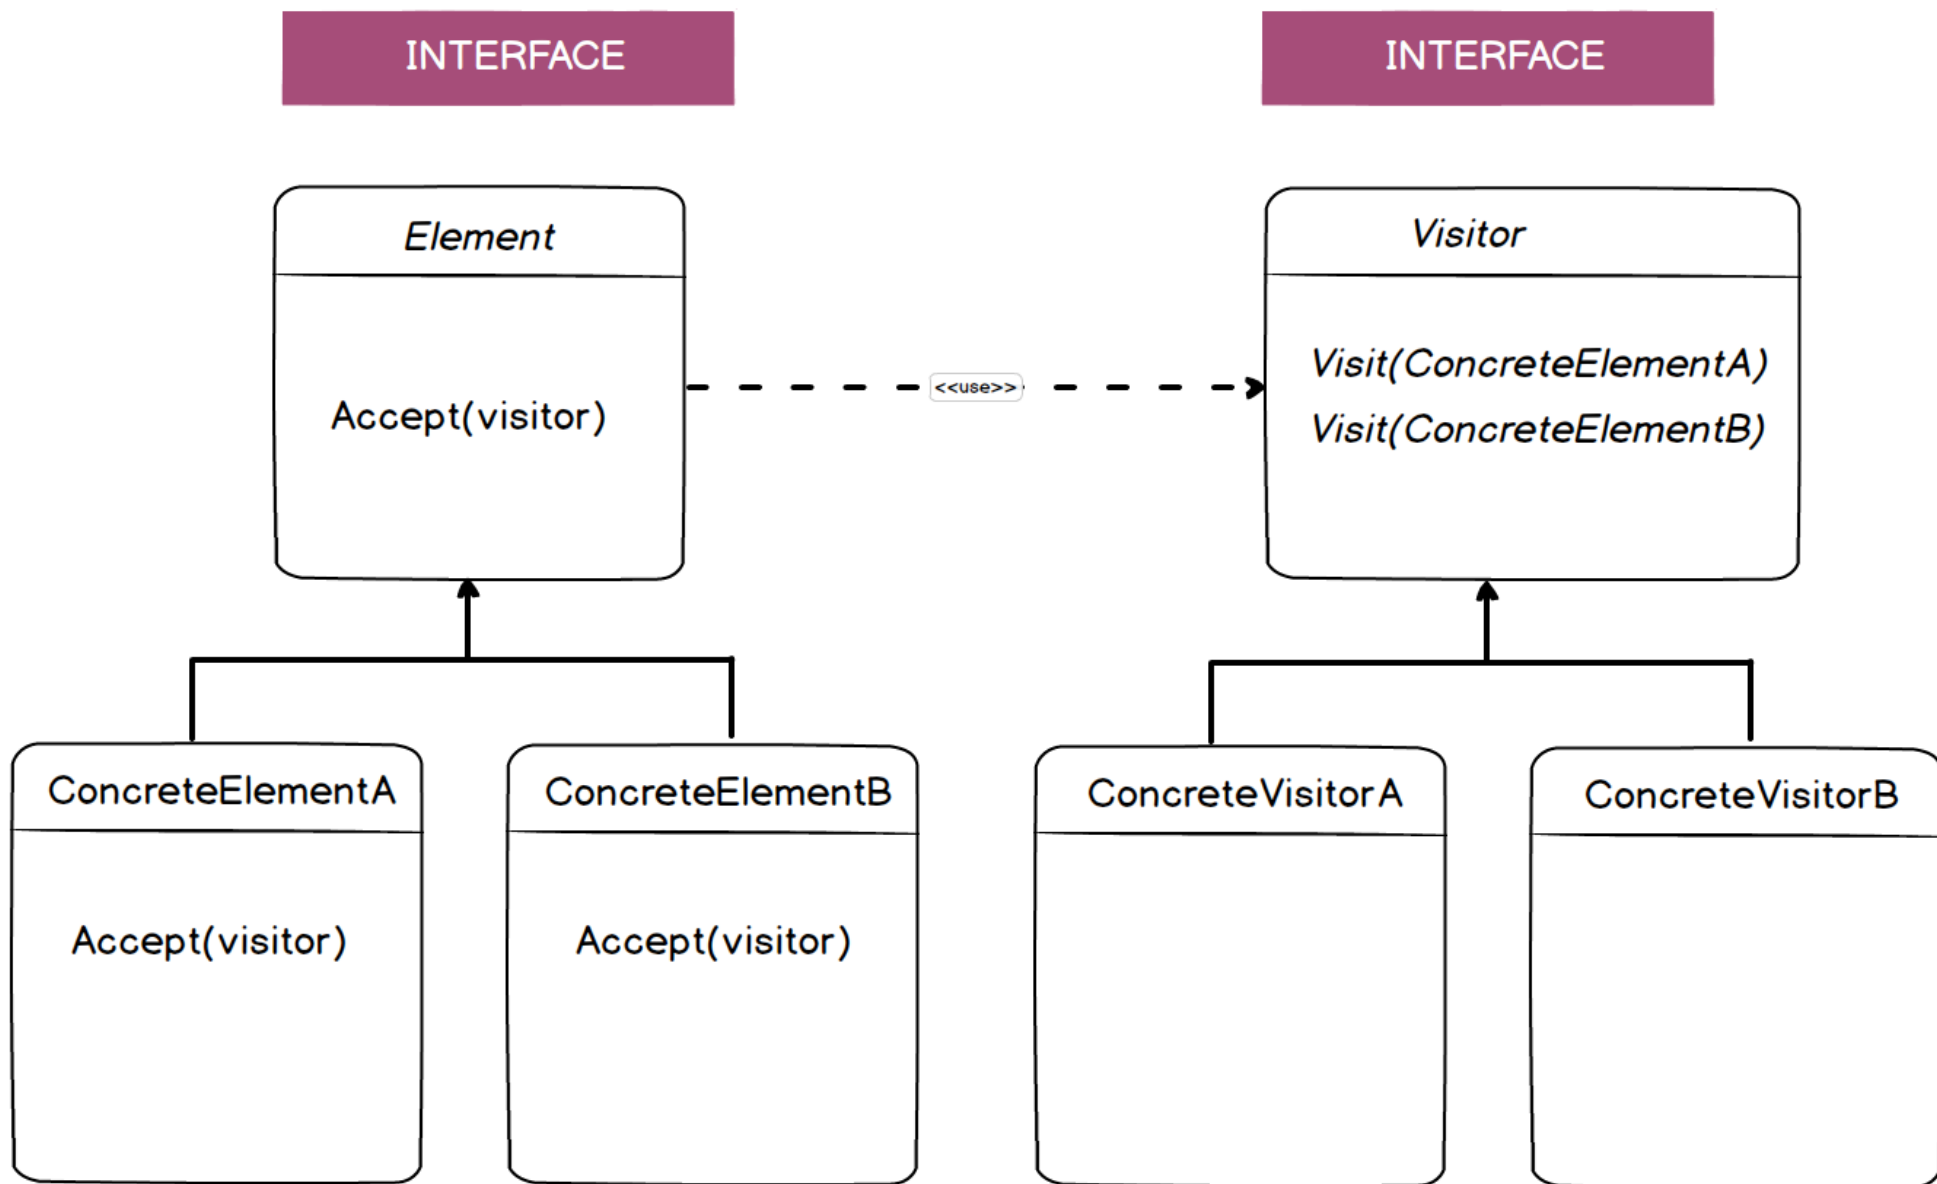 INTERFACE
INTERFACE
Element
Visitor
Accept(visitor)
<<use>>
Visit(ConcreteElementA)
Visit(ConcreteElementB)
ConcreteElementA
ConcreteElementB
ConcreteVisitorA
ConcreteVisitorB
Accept(visitor)
Accept(visitor)